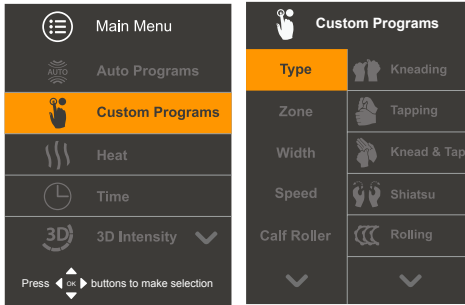 Main Menu
AUTO
Auto Programs
Custom Programs
Heat
Time
3D
3D Intensity
Press OK buttons to make selection
Custom Programs
Type
Zone
Width
Speed
Calf Roller
Kneading
Tapping
Knead & Tap
Shiatsu
Rolling